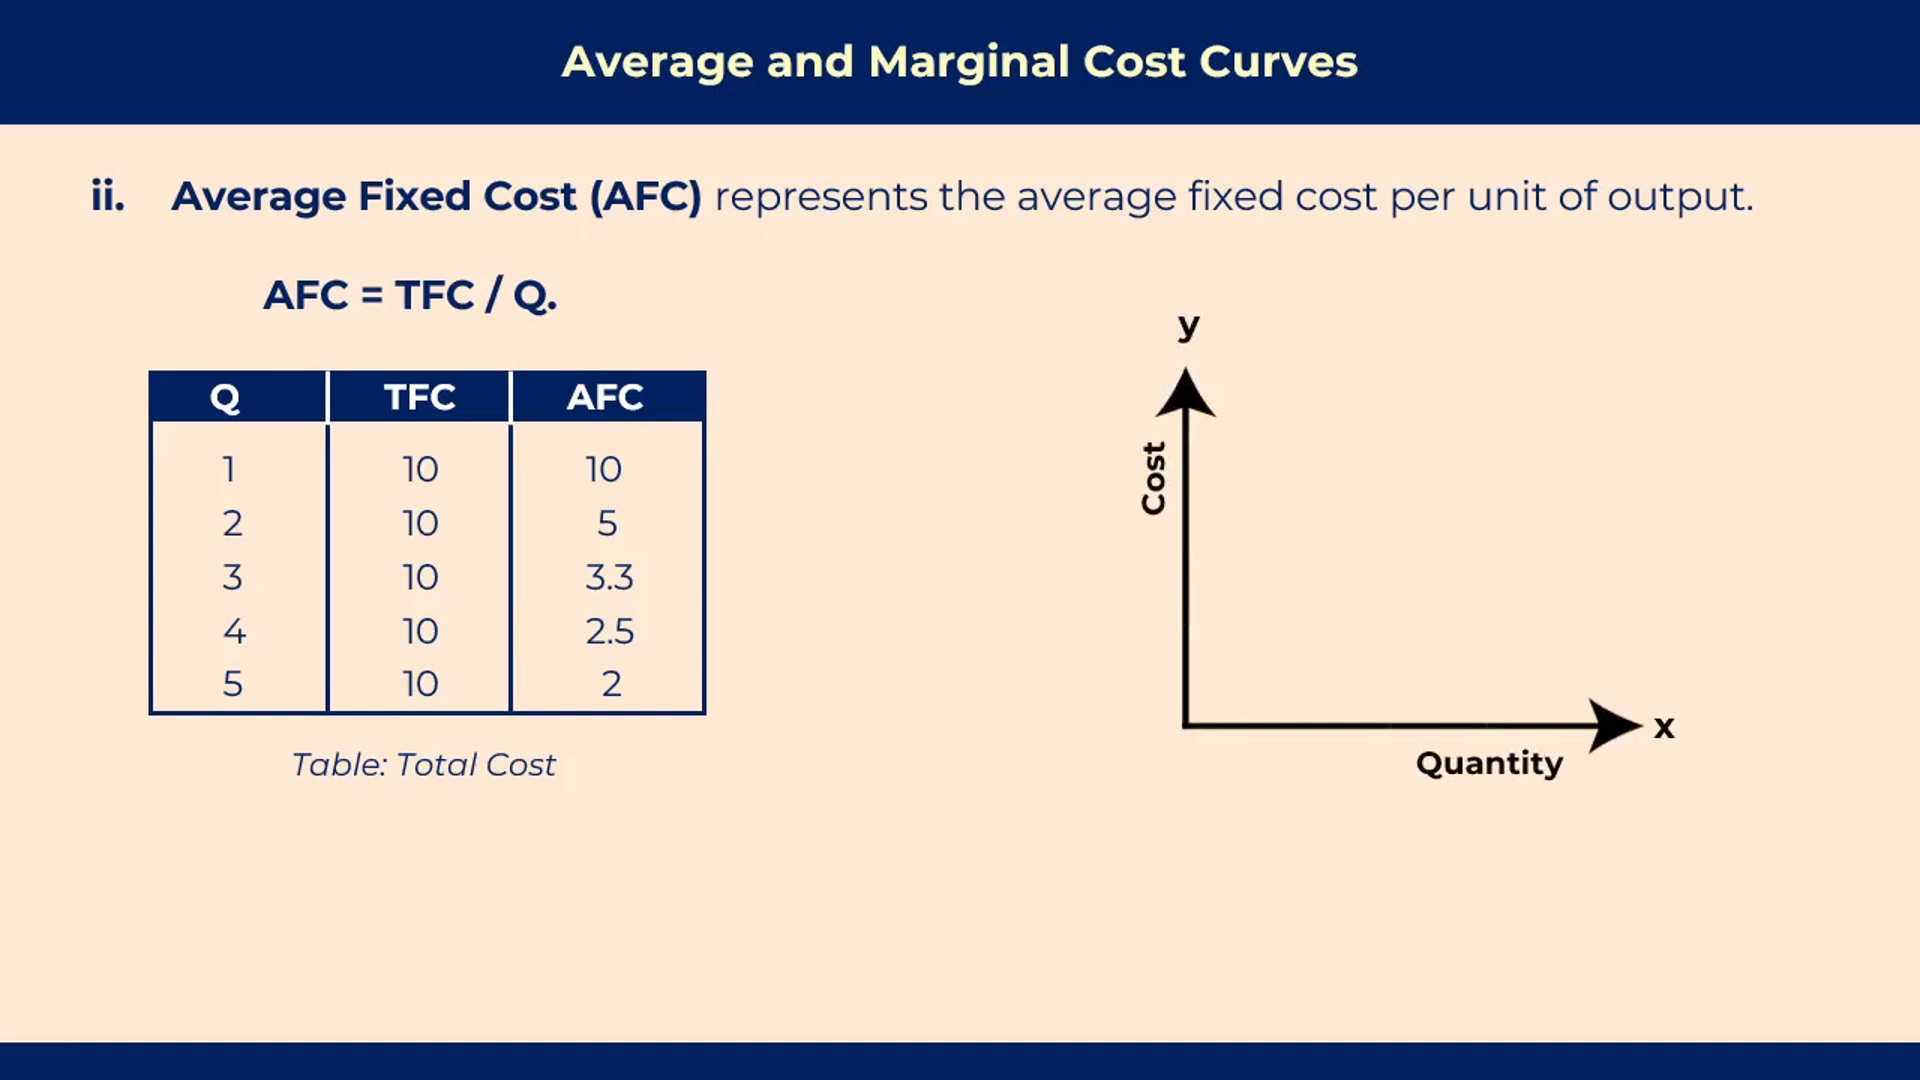 Average and Marginal Cost Curves
ii. Average Fixed Cost (AFC) represents the average fixed cost per unit of output.
AFC = TFC / Q.
Q TFC AFC
1 10 10
2 10 5
3 10 3.3
4 10 2.5
5 10 2
Table: Total Cost
y
Cost
x
Quantity